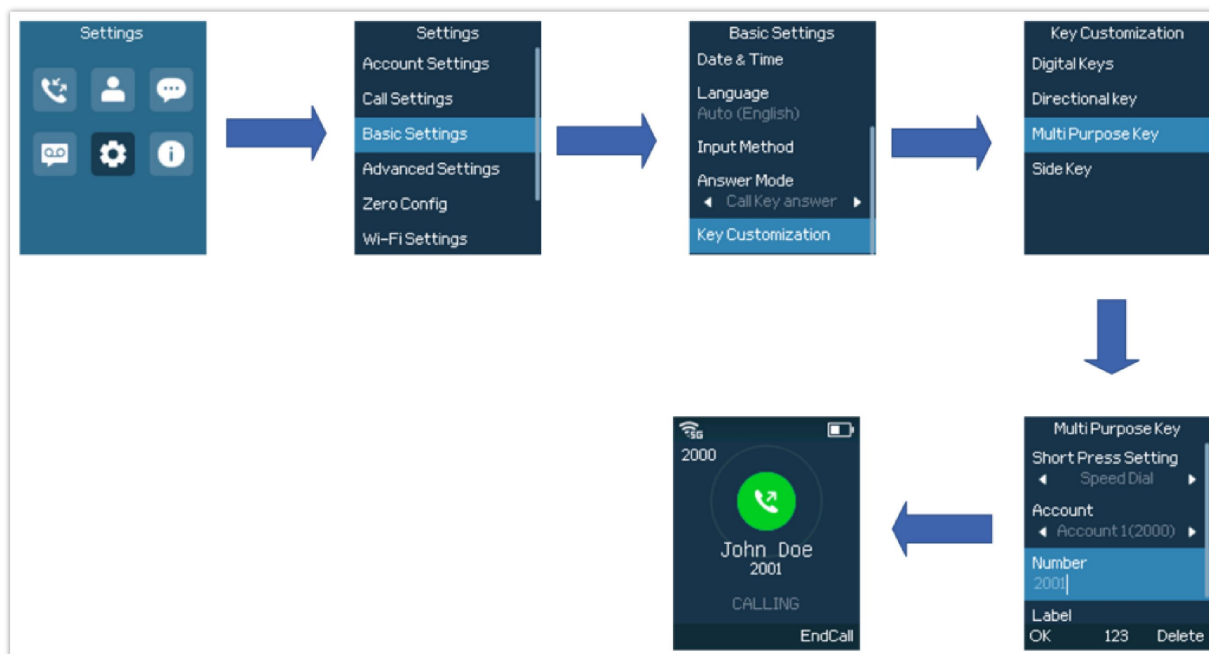 Settings
Settings
Account Settings
Call Settings
Basic Settings
Advanced Settings
Zero Config
Wi-Fi Settings
Basic Settings
Date & Time
Language
Auto (English)
Input Method
Answer Mode
Call Key answer
Key Customization
Key Customization
Digital Keys
Directional key
Multi Purpose Key
Side Key
5G
2000
John Doe
2001
CALLING
EndCall
Multi Purpose Key
Short Press Setting
Speed Dial
Account
Account 1(2000)
Number
2001
Label
OK 123 Delete